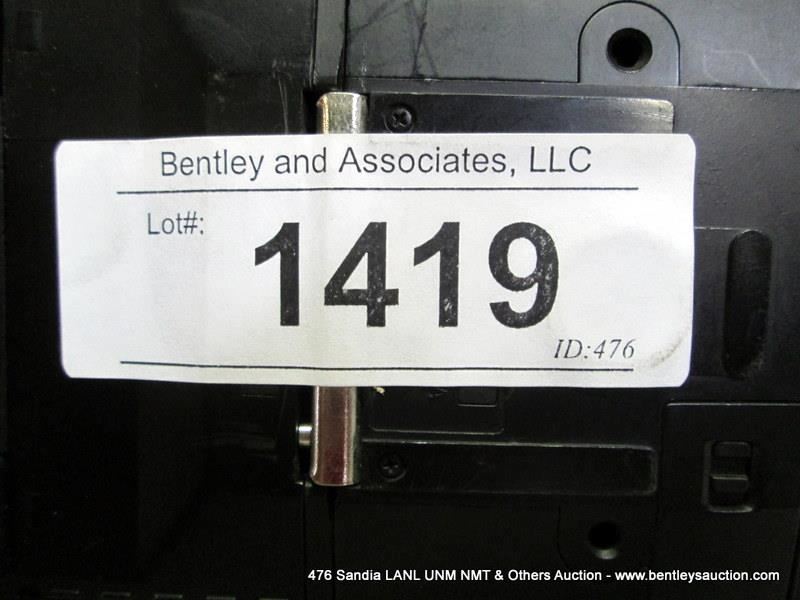 Bentley and Associates, LLC
Lot#:
1419
ID:476
476 Sandia LANL UNM NMT & Others Auction - www.bentleysauction.com